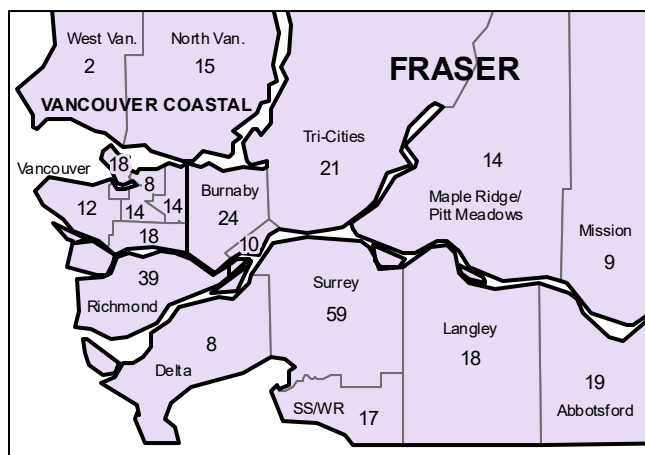 West Van.
2
North Van.
15
FRASER
VANCOUVER COASTAL
Tri-Cities
21
14
Maple Ridge/
Pitt Meadows
Vancouver
18
8
12
14
14
18
Burnaby
24
10
Mission
9
39
Richmond
Surrey
59
Langley
18
8
Delta
SS/WR
17
19
Abbotsford